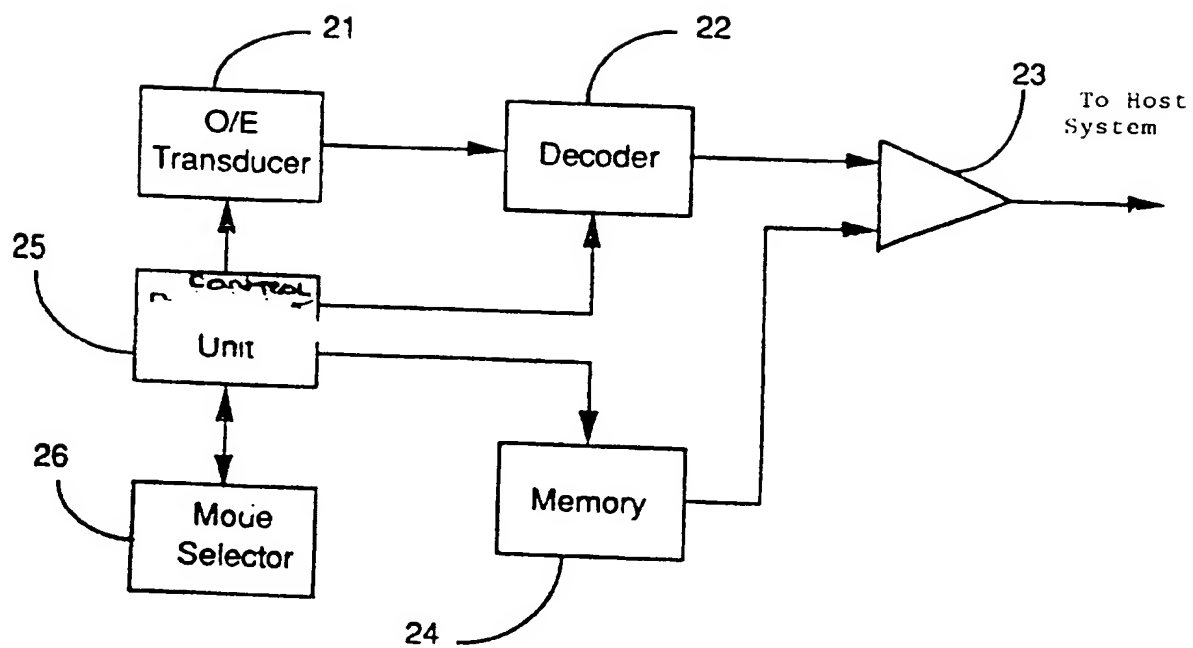 21
22
23
To Host
System
O/E
Transducer
Decoder
25
CONTROL
Unit
26
Moue
Selector
Memory
24